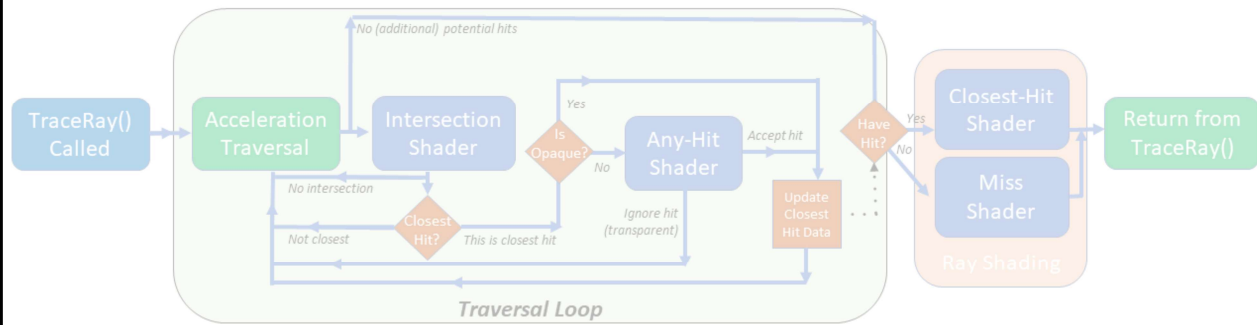 No (additional) potential hits
TraceRay()
Called
Acceleration
Traversal
Intersection
Shader
No intersection
Closest
Hit?
Not closest
This is closest hit
Is
Opaque?
Yes
No
Any-Hit
Shader
Accept hit
Ignore hit
(transparent)
Update
Closest
Hit Data
Have
Hit?
Yes
No
Closest-Hit
Shader
Miss
Shader
Ray Shading
Return from
TraceRay()
Traversal Loop